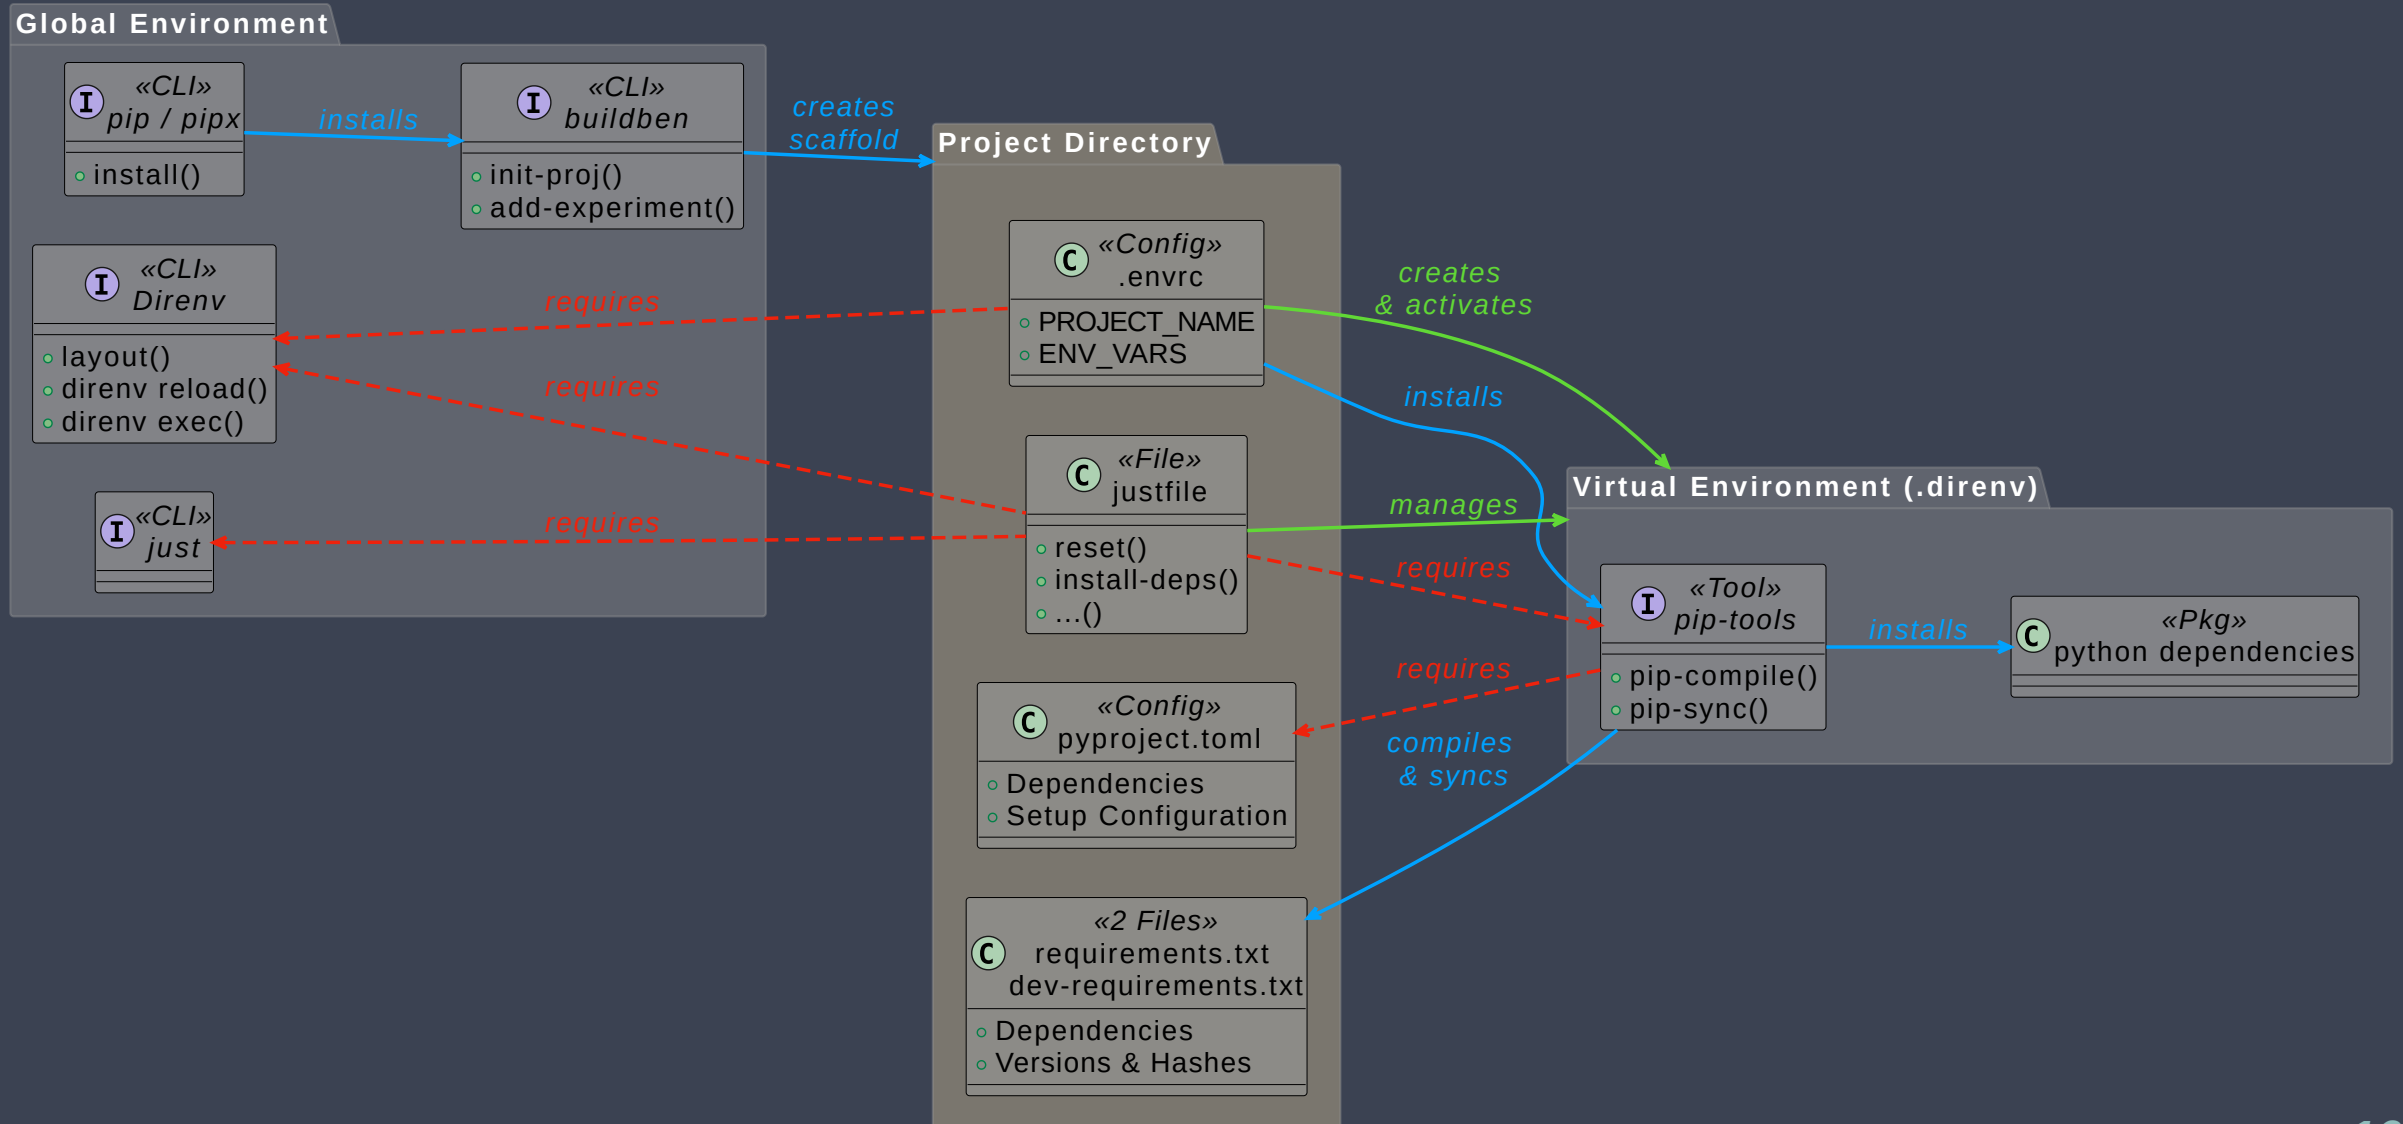 Global Environment
I
«CLI»
pip / pipx
install()
installs
I
«CLI»
buildben
init-proj()
add-experiment()
creates
scaffold
I
«CLI»
Direnv
layout()
direnv reload()
direnv exec()
I
«CLI»
just
requires
requires
requires
Project Directory
C
«Config»
.envrc
PROJECT_NAME
ENV_VARS
C
«File»
justfile
reset()
install-deps()
...()
C
«Config»
pyproject.toml
Dependencies
Setup Configuration
C
«2 Files»
requirements.txt
dev-requirements.txt
Dependencies
Versions & Hashes
creates
& activates
installs
manages
requires
requires
compiles
& syncs
Virtual Environment (.direnv)
I
«Tool»
pip-tools
pip-compile()
pip-sync()
installs
C
«Pkg»
python dependencies